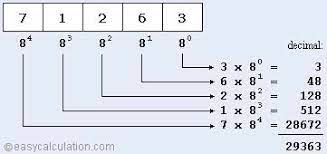 7 1 2 6 3
8⁴ 8³ 8² 8¹ 8⁰ decimal:
3 x 8⁰ = 3
6 x 8¹ = 48
2 x 8² = 128
1 x 8³ = 512
7 x 8⁴ = 28672
29363
©easycalculation.com